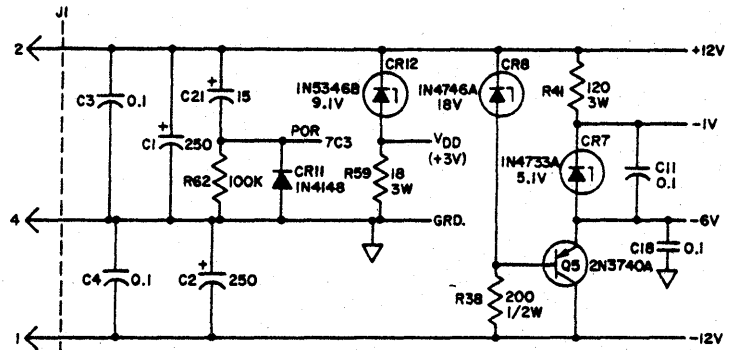 J1
2
+12V
CR12
CR8
1N5346B
9.1V
1N4746A
18V
R41
120
3W
C3
0.1
C21
+
15
+
C1
250
POR
7C3
VDD
(+3V)
-1V
CR7
1N4733A
5.1V
C11
0.1
R62
100K
CR11
1N4148
R59
18
3W
4
GRD.
-6V
C4
0.1
+
C2
250
C18
0.1
Q5
2N3740A
R38
200
1/2W
1
-12V